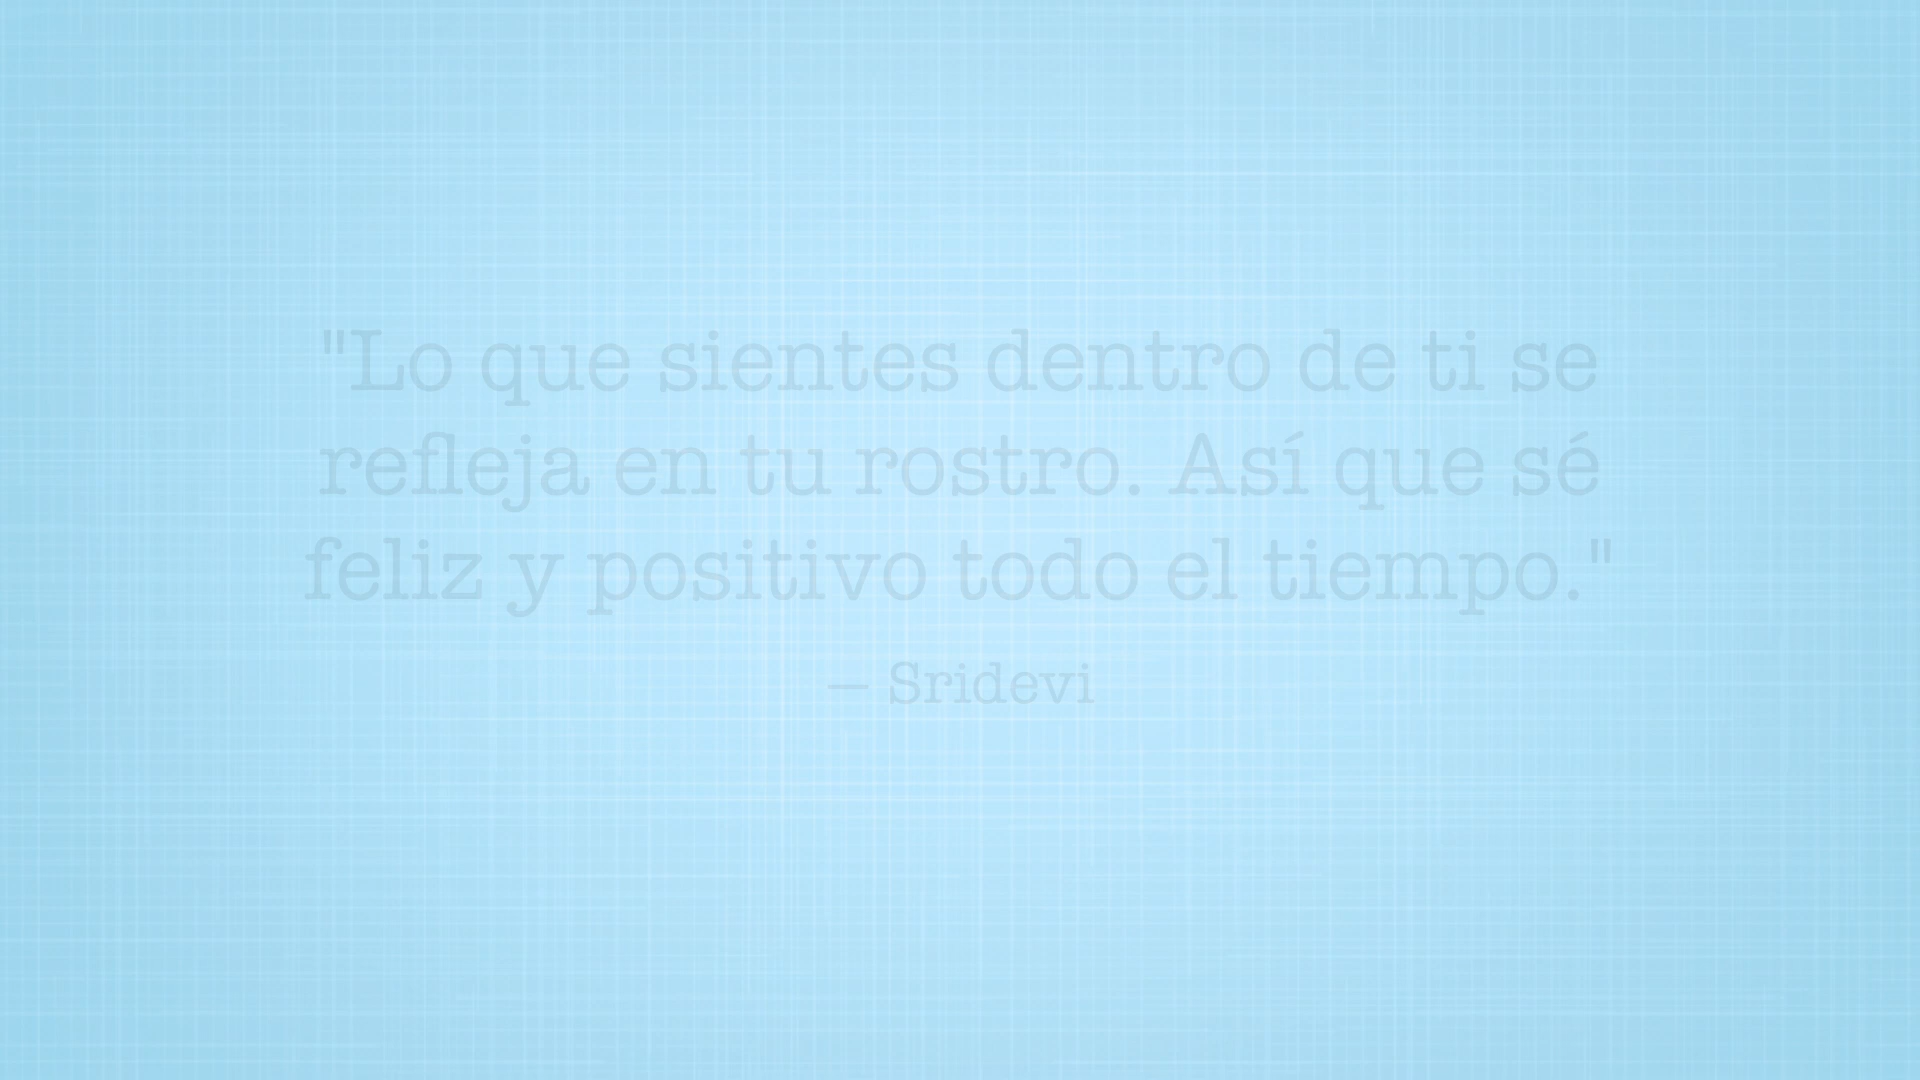 "Lo que sientes dentro de ti se
refleja en tu rostro. Así que sé
feliz y positivo todo el tiempo."
— Sridevi